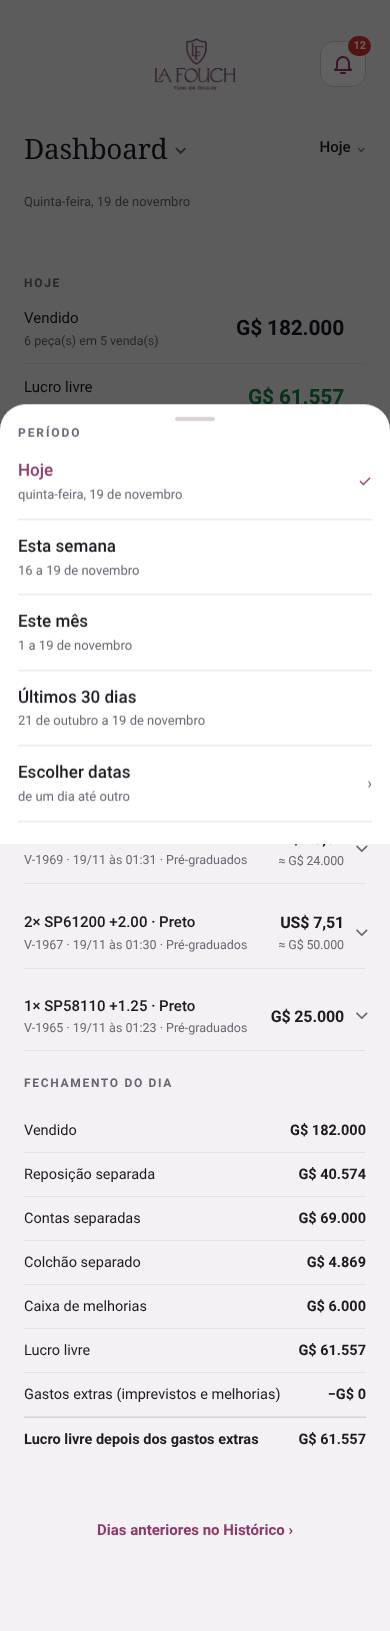 12
LA FOUCH
Dashboard
Hoje
Quinta-feira, 19 de novembro
HOJE
Vendido
6 peça(s) em 5 venda(s)
G$ 182.000
Lucro livre
G$ 61.557
PERÍODO
Hoje
quinta-feira, 19 de novembro
Esta semana
16 a 19 de novembro
Este mês
1 a 19 de novembro
Últimos 30 dias
21 de outubro a 19 de novembro
Escolher datas
de um dia até outro
V-1969 · 19/11 às 01:31 · Pré-graduados
≈ G$ 24.000
2× SP61200 +2.00 · Preto
US$ 7,51
V-1967 · 19/11 às 01:30 · Pré-graduados
≈ G$ 50.000
1× SP58110 +1.25 · Preto
V-1965 · 19/11 às 01:23 · Pré-graduados
G$ 25.000
FECHAMENTO DO DIA
Vendido G$ 182.000
Reposição separada G$ 40.574
Contas separadas G$ 69.000
Colchão separado G$ 4.869
Caixa de melhorias G$ 6.000
Lucro livre G$ 61.557
Gastos extras (imprevistos e melhorias) −G$ 0
Lucro livre depois dos gastos extras G$ 61.557
Dias anteriores no Histórico ›